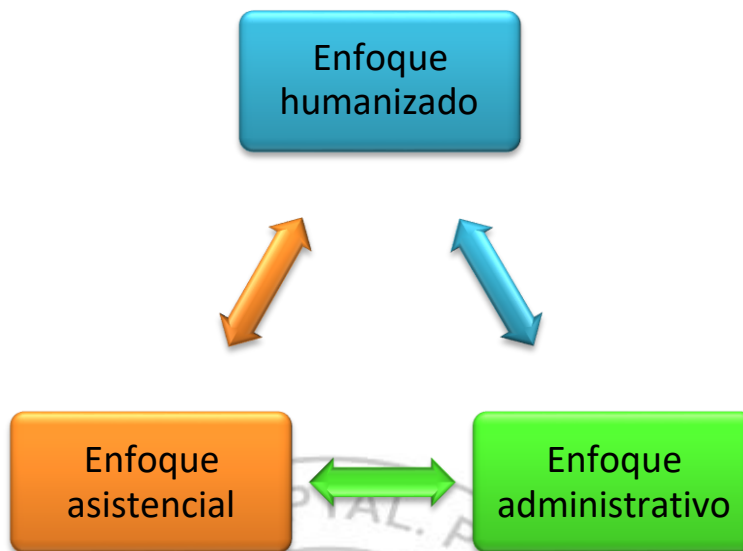 Enfoque
humanizado
Enfoque
asistencial
Enfoque
administrativo